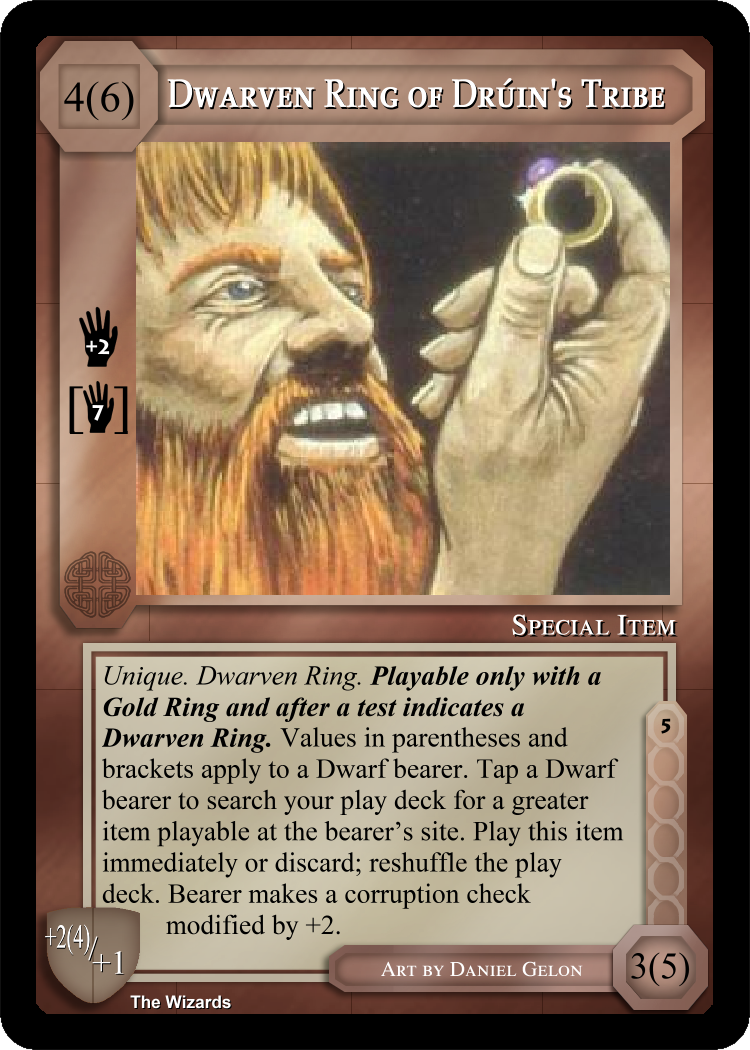 4(6)
Dwarven Ring of Drúin's Tribe
+2
[7]
Special Item
Unique. Dwarven Ring. Playable only with a
Gold Ring and after a test indicates a
Dwarven Ring. Values in parentheses and
brackets apply to a Dwarf bearer. Tap a Dwarf
bearer to search your play deck for a greater
item playable at the bearer’s site. Play this item
immediately or discard; reshuffle the play
deck. Bearer makes a corruption check
modified by +2.
5
+2(4)/+1
Art by Daniel Gelon
3(5)
The Wizards